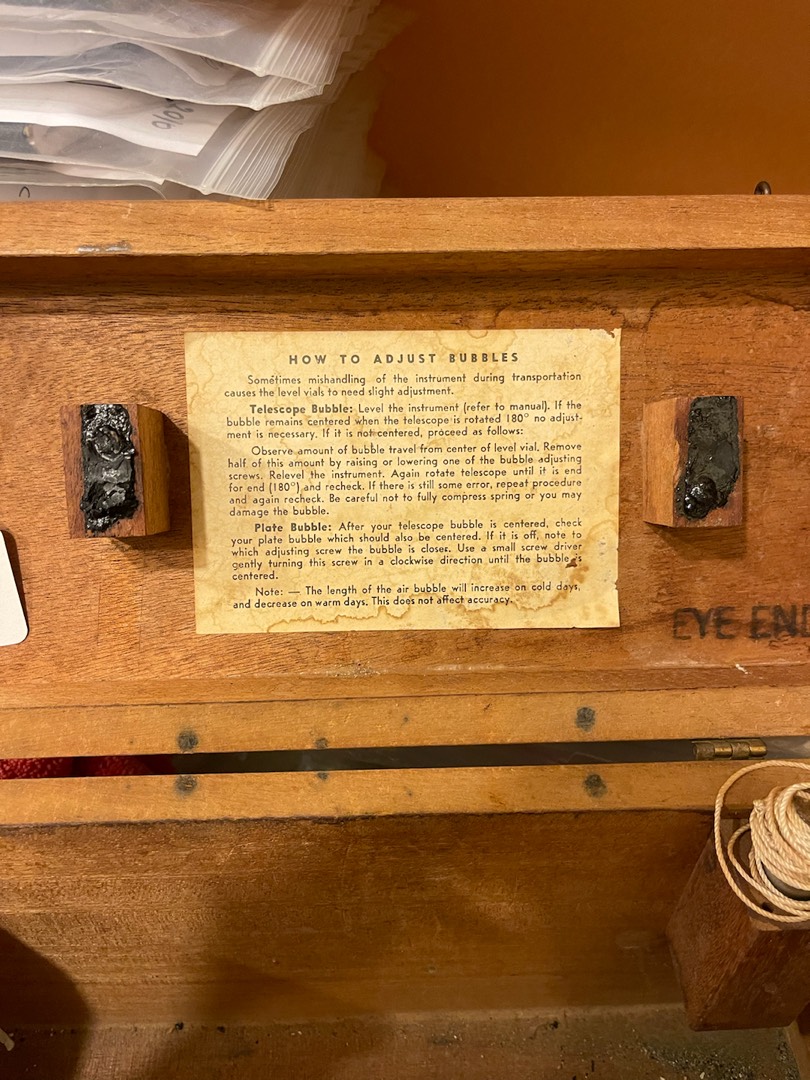 2010
HOW TO ADJUST BUBBLES
Sometimes mishandling of the instrument during transportation
causes the level vials to need slight adjustment.
Telescope Bubble: Level the instrument (refer to manual). If the
bubble remains centered when the telescope is rotated 180° no adjust-
ment is necessary. If it is not centered, proceed as follows:
Observe amount of bubble travel from center of level vial. Remove
half of this amount by raising or lowering one of the bubble adjusting
screws. Relevel the instrument. Again rotate telescope until it is end
for end (180°) and recheck. If there is still some error, repeat procedure
and again recheck. Be careful not to fully compress spring or you may
damage the bubble.
Plate Bubble: After your telescope bubble is centered, check
your plate bubble which should also be centered. If it is off, note to
which adjusting screw the bubble is closer. Use a small screw driver
gently turning this screw in a clockwise direction until the bubble is
centered.
Note: — The length of the air bubble will increase on cold days,
and decrease on warm days. This does not affect accuracy.
EYE END